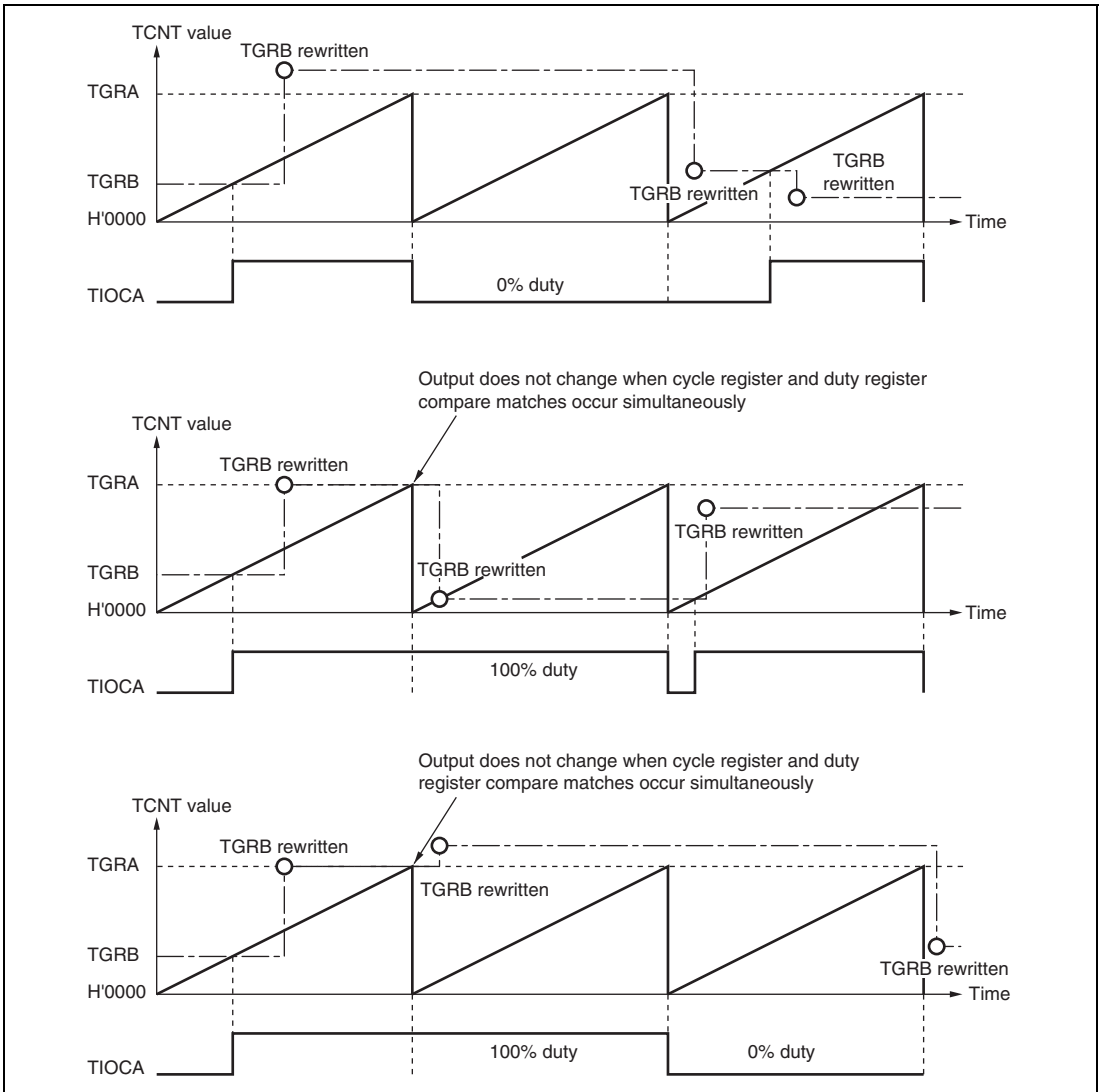 TCNT value
TGRB rewritten
TGRA
TGRB
rewritten
TGRB
TGRB rewritten
H'0000
Time
0% duty
TIOCA
Output does not change when cycle register and duty register
compare matches occur simultaneously
TCNT value
TGRB rewritten
TGRA
TGRB rewritten
TGRB
TGRB rewritten
H'0000
Time
100% duty
TIOCA
Output does not change when cycle register and duty
register compare matches occur simultaneously
TCNT value
TGRB rewritten
TGRA
TGRB rewritten
TGRB
TGRB rewritten
H'0000
Time
100% duty
0% duty
TIOCA